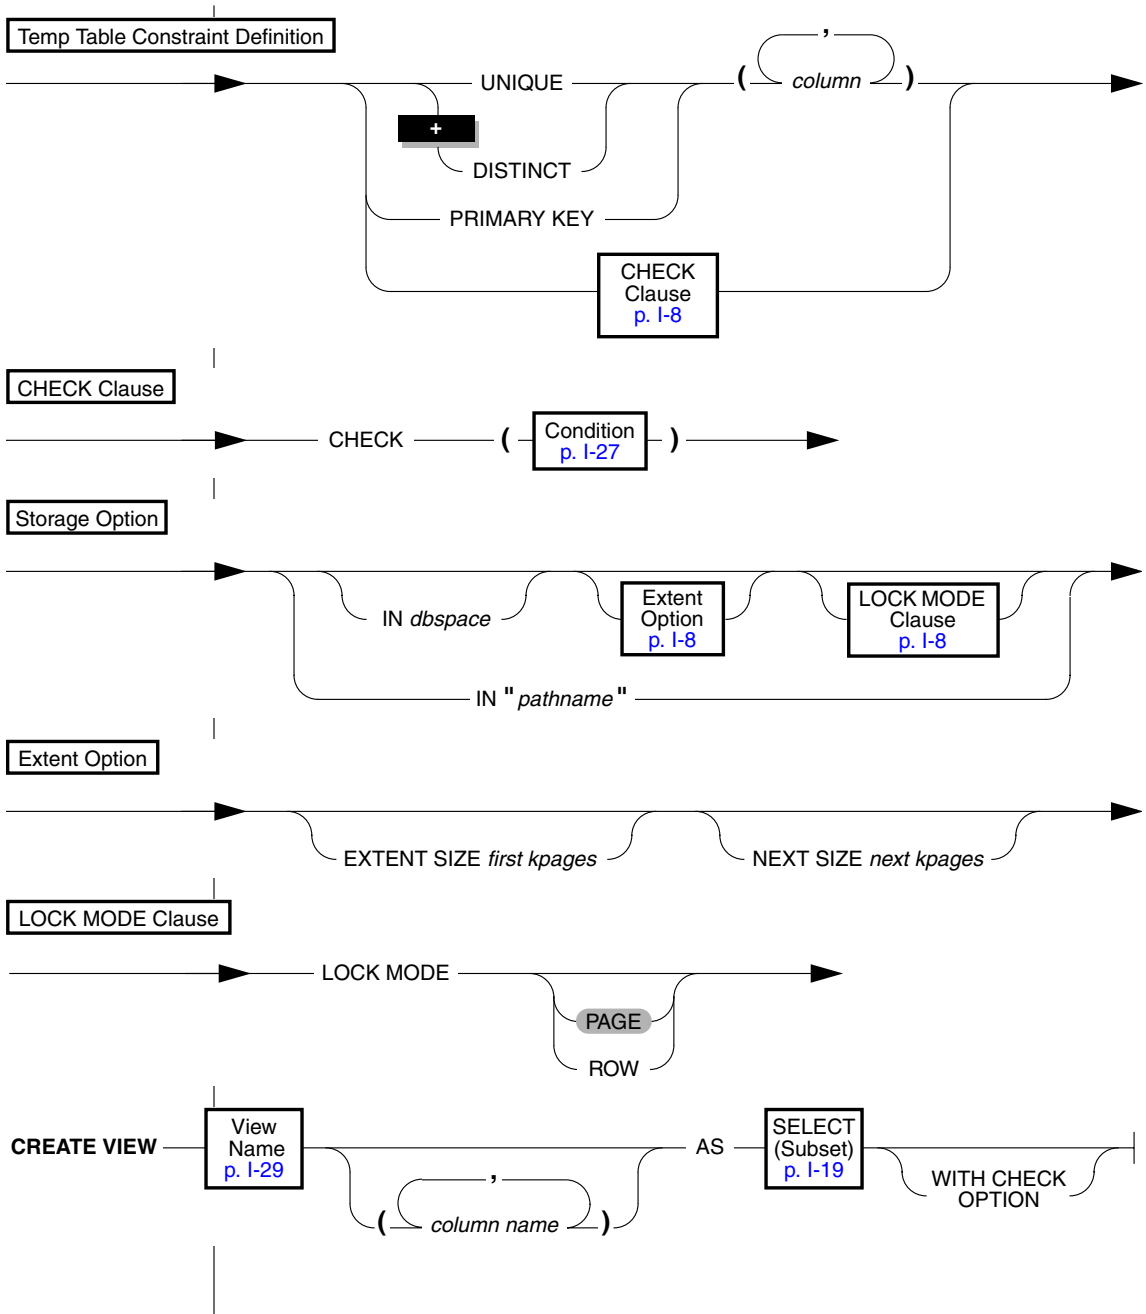 Temp Table Constraint Definition
,
UNIQUE ( column )
+
DISTINCT
PRIMARY KEY
CHECK
Clause
p. I-8
CHECK Clause
CHECK ( Condition )
p. I-27
Storage Option
IN dbspace
Extent
Option
p. I-8
LOCK MODE
Clause
p. I-8
IN "pathname"
Extent Option
EXTENT SIZE first kpages
NEXT SIZE next kpages
LOCK MODE Clause
LOCK MODE
PAGE
ROW
CREATE VIEW
View
Name
p. I-29
,
( column name )
AS
SELECT
(Subset)
p. I-19
WITH CHECK
OPTION